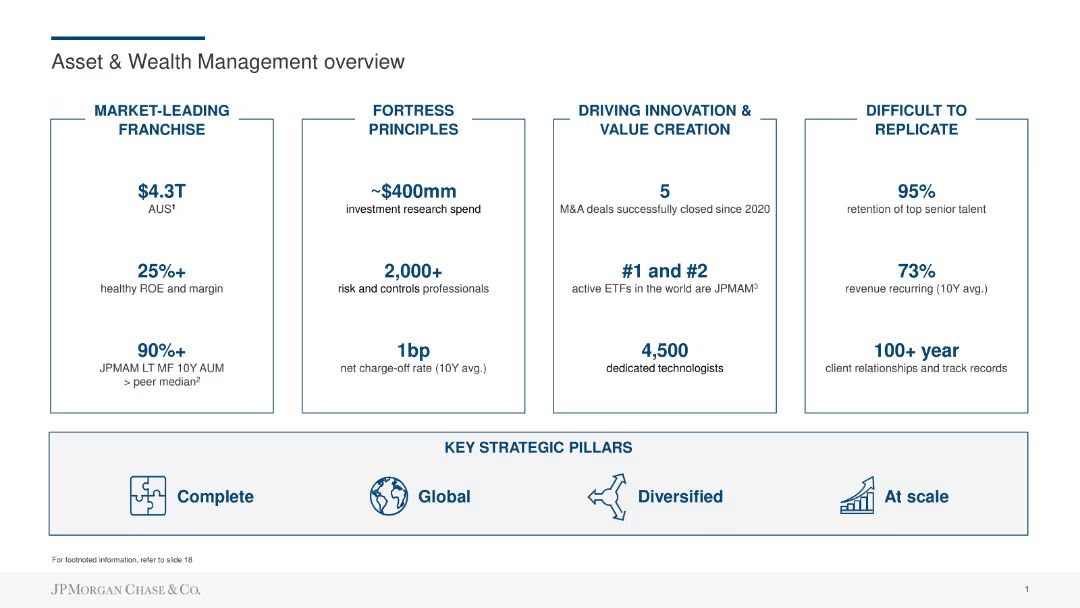 Asset & Wealth Management overview
MARKET-LEADING
FRANCHISE
$4.3T
AUS¹
25%+
healthy ROE and margin
90%+
JPMAM LT MF 10Y AUM
> peer median²
FORTRESS
PRINCIPLES
~$400mm
investment research spend
2,000+
risk and controls professionals
1bp
net charge-off rate (10Y avg.)
DRIVING INNOVATION &
VALUE CREATION
5
M&A deals successfully closed since 2020
#1 and #2
active ETFs in the world are JPMAM³
4,500
dedicated technologists
DIFFICULT TO
REPLICATE
95%
retention of top senior talent
73%
revenue recurring (10Y avg.)
100+ year
client relationships and track records
KEY STRATEGIC PILLARS
Complete
Global
Diversified
At scale
For footnoted information, refer to slide 18
JPMORGAN CHASE & CO.
1